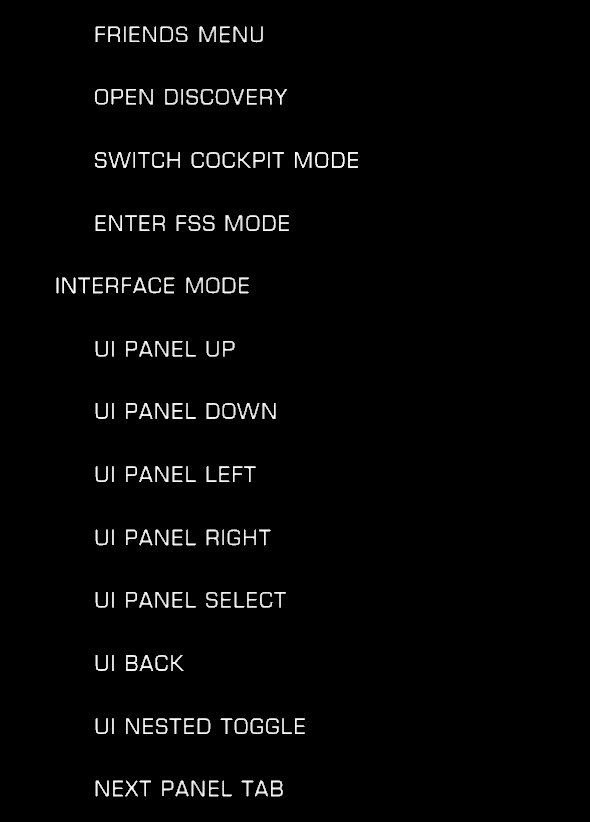 FRIENDS MENU
OPEN DISCOVERY
SWITCH COCKPIT MODE
ENTER FSS MODE
INTERFACE MODE
UI PANEL UP
UI PANEL DOWN
UI PANEL LEFT
UI PANEL RIGHT
UI PANEL SELECT
UI BACK
UI NESTED TOGGLE
NEXT PANEL TAB